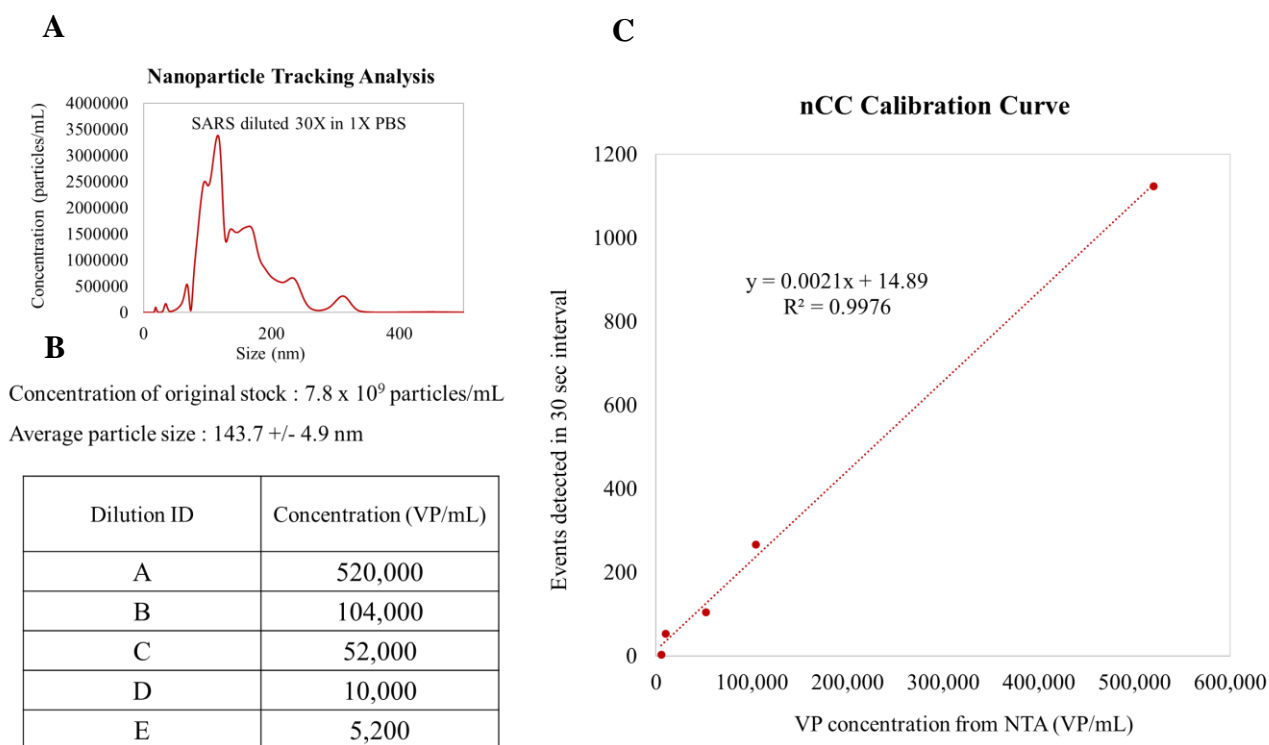 A
Nanoparticle Tracking Analysis
Concentration (particles/mL)
4000000
3500000
3000000
2500000
2000000
1500000
1000000
500000
0
SARS diluted 30X in 1X PBS
0 200 400
Size (nm)
B
Concentration of original stock : 7.8 x 10⁹ particles/mL
Average particle size : 143.7 +/- 4.9 nm
Dilution ID Concentration (VP/mL)
A 520,000
B 104,000
C 52,000
D 10,000
E 5,200
C
nCC Calibration Curve
Events detected in 30 sec interval
1200
1000
800
600
400
200
0
y = 0.0021x + 14.89
R² = 0.9976
0 100,000 200,000 300,000 400,000 500,000 600,000
VP concentration from NTA (VP/mL)